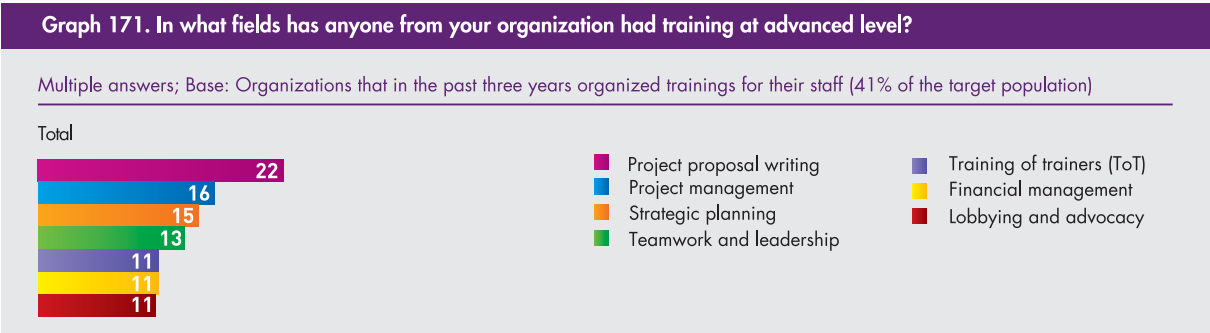 Graph 171. In what fields has anyone from your organization had training at advanced level?
Multiple answers; Base: Organizations that in the past three years organized trainings for their staff (41% of the target population)
Total
22
16
15
13
11
11
11
Project proposal writing
Project management
Strategic planning
Teamwork and leadership
Training of trainers (ToT)
Financial management
Lobbying and advocacy